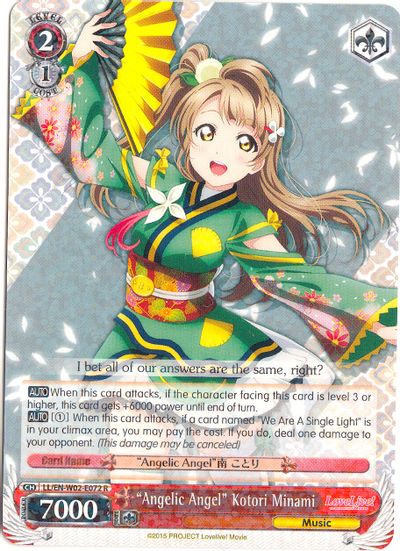 LEVEL
2
1
COST
I bet all of our answers are the same, right?
AUTO When this card attacks, if the character facing this card is level 3 or
higher, this card gets +6000 power until end of turn.
AUTO [(1)] When this card attacks, if a card named "We Are A Single Light" is
in your climax area, you may pay the cost. If you do, deal one damage to
your opponent. (This damage may be canceled)
Card Name
"Angelic Angel"南 ことり
CH LL/EN-W02-E072 R
"Angelic Angel" Kotori Minami
LoveLive!
7000
Music
©2015 PROJECT Lovelive! Movie